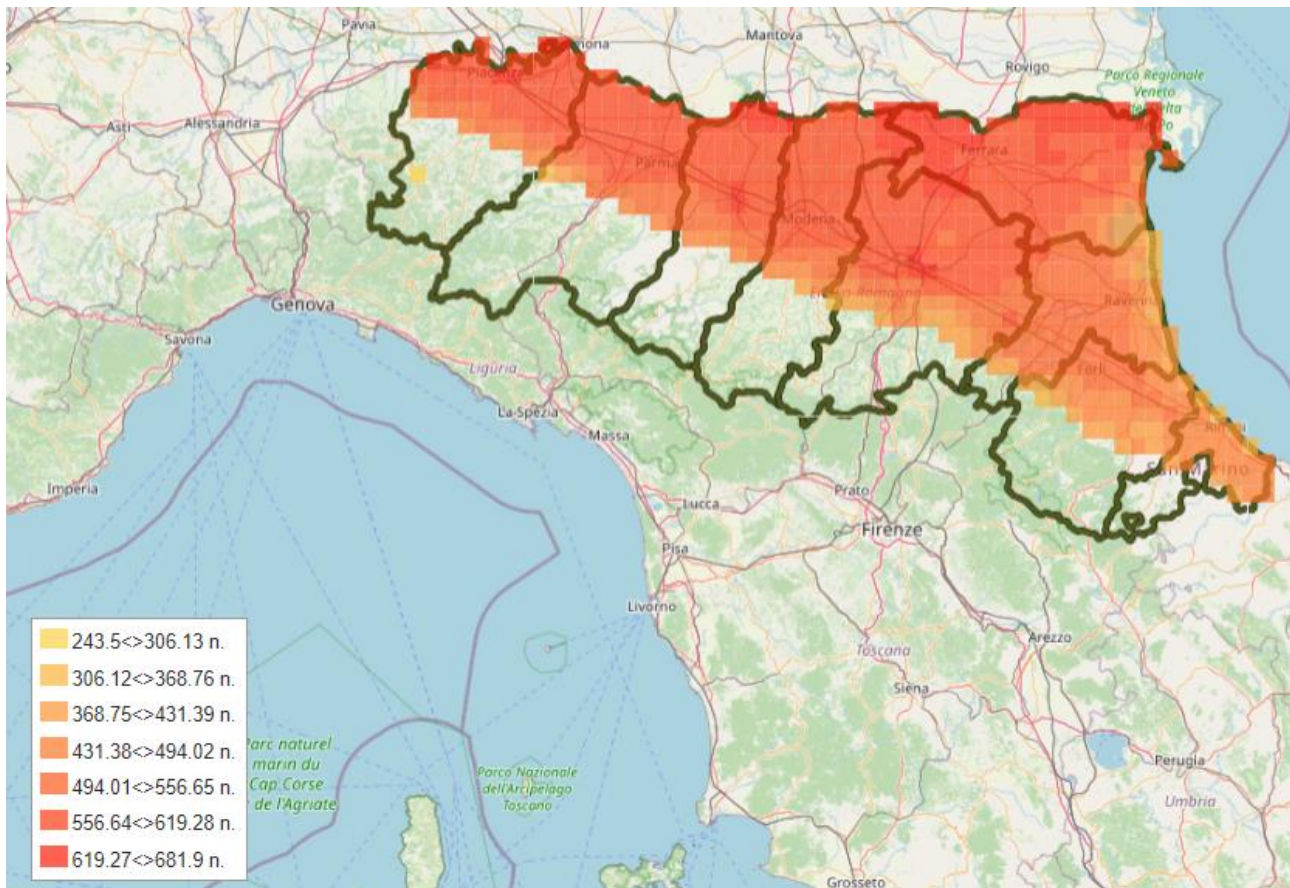 Pavia
Mantova
Rovigo
Parco Regionale
Veneto
Po
Piacenza
Asti
Alessandria
Parma
Ferrara
Modena
Genova
Savona
Emilia-Romagna
Ravenna
Liguria
Forlì
La-Spezia
Massa
Rimini
San Marino
Imperia
Lucca
Prato
Firenze
Pisa
Livorno
Arezzo
Toscana
Siena
Parc naturel
marin du
Cap Corse
de l'Agriate
Parco Nazionale
dell'Arcipelago
Toscano
Perugia
Umbria
Grosseto
243.5<>306.13 n.
306.12<>368.76 n.
368.75<>431.39 n.
431.38<>494.02 n.
494.01<>556.65 n.
556.64<>619.28 n.
619.27<>681.9 n.